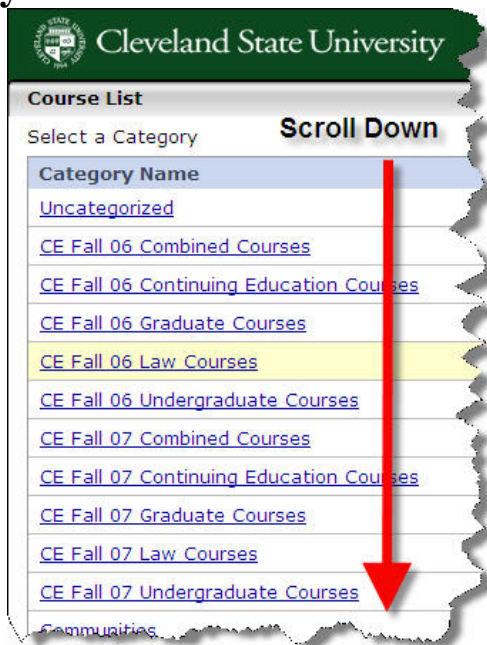 Cleveland State University
Course List
Select a Category
Scroll Down
Category Name
Uncategorized
CE Fall 06 Combined Courses
CE Fall 06 Continuing Education Courses
CE Fall 06 Graduate Courses
CE Fall 06 Law Courses
CE Fall 06 Undergraduate Courses
CE Fall 07 Combined Courses
CE Fall 07 Continuing Education Courses
CE Fall 07 Graduate Courses
CE Fall 07 Law Courses
CE Fall 07 Undergraduate Courses
Communities